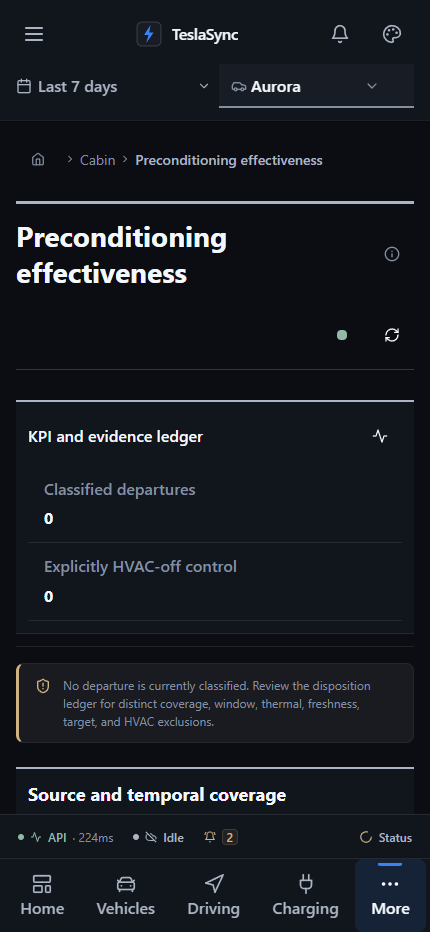 TeslaSync
Last 7 days
Aurora
Cabin
Preconditioning effectiveness
Preconditioning
effectiveness
KPI and evidence ledger
Classified departures
0
Explicitly HVAC-off control
0
No departure is currently classified. Review the disposition
ledger for distinct coverage, window, thermal, freshness,
target, and HVAC exclusions.
Source and temporal coverage
API · 224ms
Idle
2
Status
Home
Vehicles
Driving
Charging
More